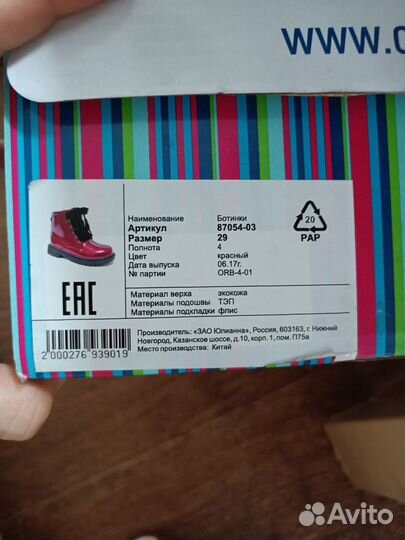 www.o
Наименование Ботинки
Артикул 87054-03
Размер 29
Полнота 4
Цвет красный
Дата выпуска 06.17г.
№ партии ORB-4-01
20
PAP
EAC
Материал верха экокожа
Материалы подошвы ТЭП
Материалы подкладки флис
Производитель: «ЗАО Юлианна», Россия, 603163, г. Нижний
Новгород, Казанское шоссе, д.10, корп. 1, пом. П75а
Место производства: Китай
2 000276 939019
Avito